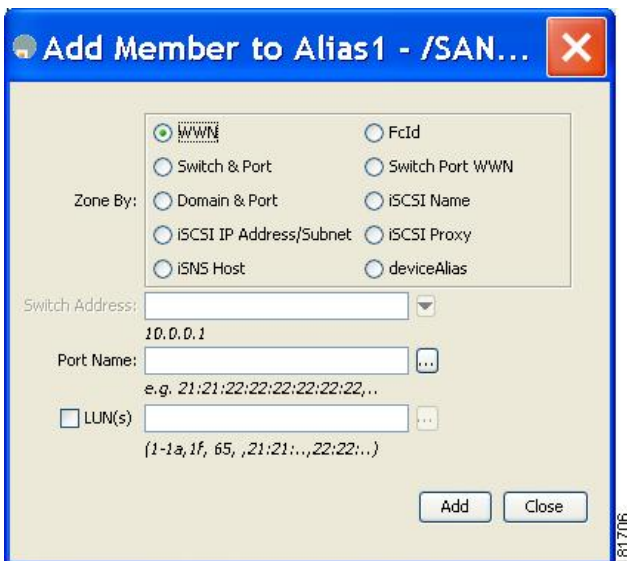 Add Member to Alias1 - /SAN...
Zone By:
WWN
FcId
Switch & Port
Switch Port WWN
Domain & Port
iSCSI Name
iSCSI IP Address/Subnet
iSCSI Proxy
iSNS Host
deviceAlias
Switch Address:
10.0.0.1
Port Name:
...
e.g. 21:21:22:22:22:22:22:22,..
LUN(s)
...
(1-1a,1f, 65, ,21:21:..,22:22:..)
Add
Close
81706